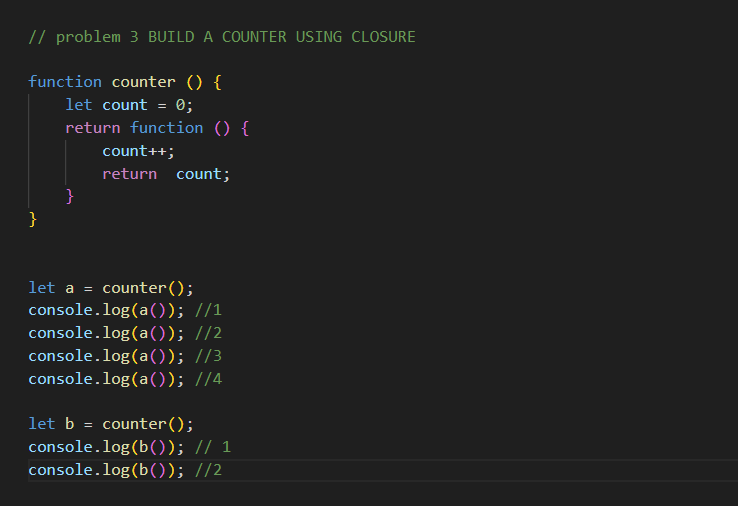 // problem 3 BUILD A COUNTER USING CLOSURE
function counter () {
    let count = 0;
    return function () {
        count++;
        return  count;
    }
}
let a = counter();
console.log(a()); //1
console.log(a()); //2
console.log(a()); //3
console.log(a()); //4
let b = counter();
console.log(b()); // 1
console.log(b()); //2